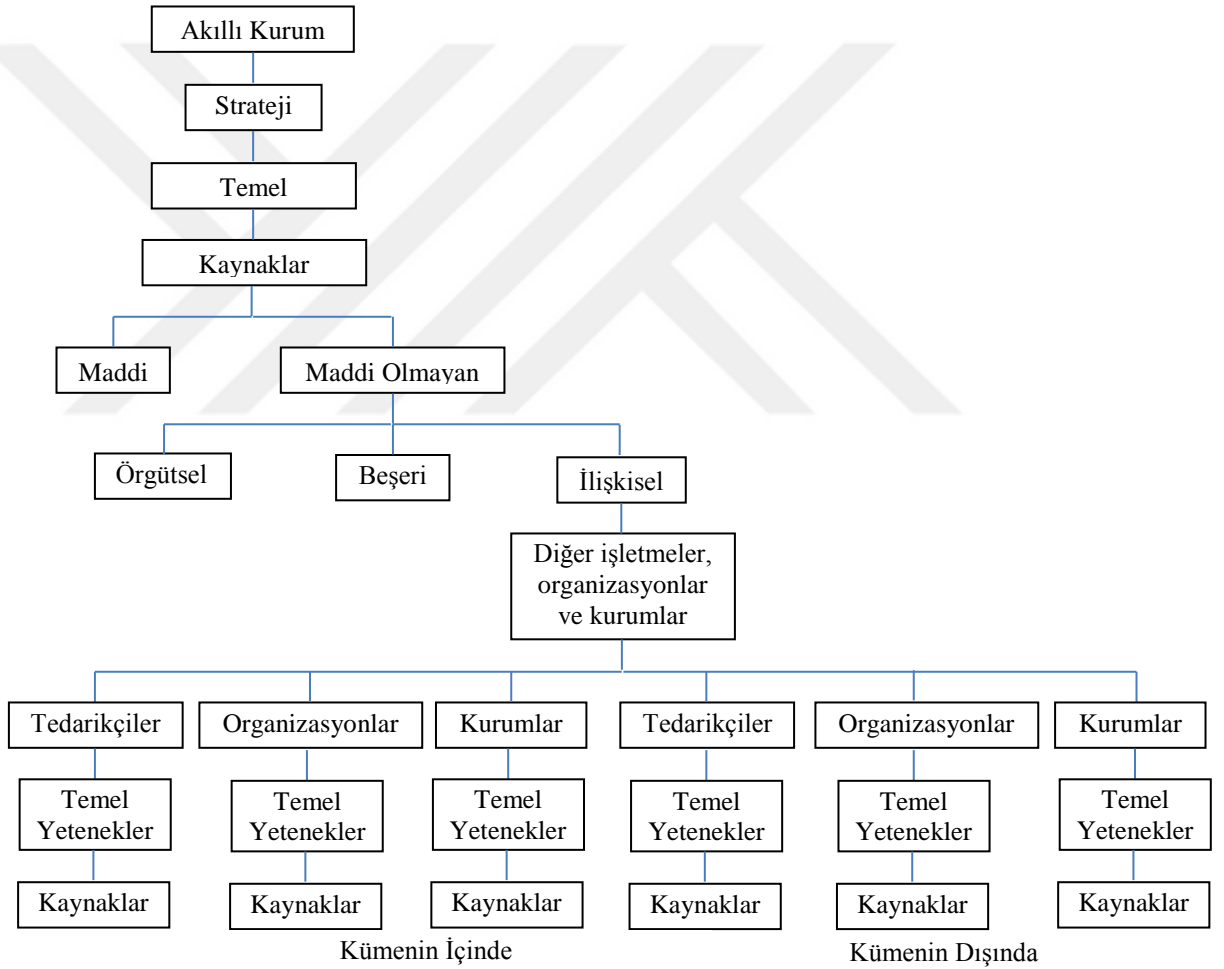 Akıllı Kurum
Strateji
Temel
Kaynaklar
Maddi
Maddi Olmayan
Örgütsel
Beşeri
İlişkisel
Diğer işletmeler,
organizasyonlar
ve kurumlar
Tedarikçiler
Organizasyonlar
Kurumlar
Tedarikçiler
Organizasyonlar
Kurumlar
Temel
Yetenekler
Temel
Yetenekler
Temel
Yetenekler
Temel
Yetenekler
Temel
Yetenekler
Temel
Yetenekler
Kaynaklar
Kaynaklar
Kaynaklar
Kaynaklar
Kaynaklar
Kaynaklar
Kümenin İçinde
Kümenin Dışında